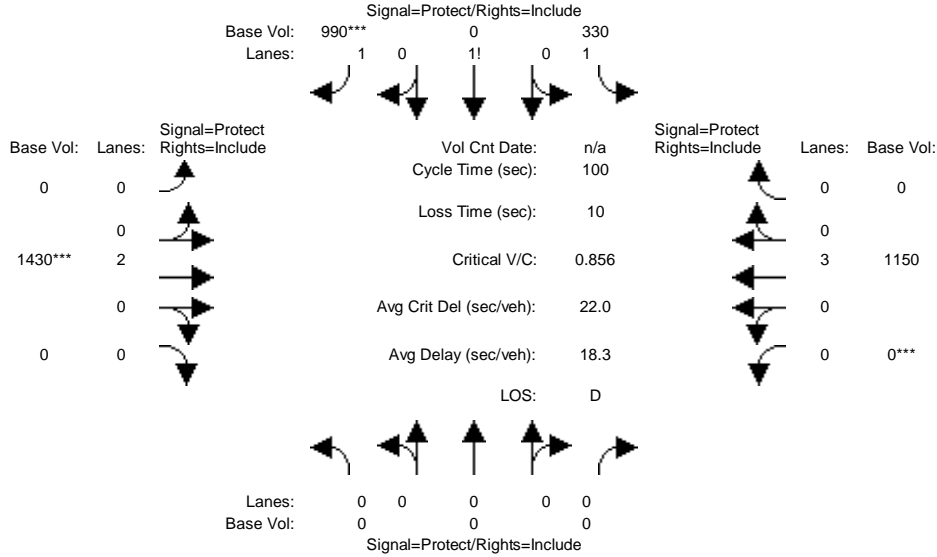 Signal=Protect/Rights=Include
Base Vol: 990*** 0 330
Lanes: 1 0 1! 0 1
Signal=Protect
Base Vol: Lanes: Rights=Include
Vol Cnt Date: n/a
Signal=Protect
Rights=Include Lanes: Base Vol:
Cycle Time (sec): 100
0 0 0 0
Loss Time (sec): 10
0 0
1430*** 2 Critical V/C: 0.856 3 1150
0 Avg Crit Del (sec/veh): 22.0 0
0 0 Avg Delay (sec/veh): 18.3 0 0***
LOS: D
Lanes: 0 0 0 0 0
Base Vol: 0 0 0
Signal=Protect/Rights=Include